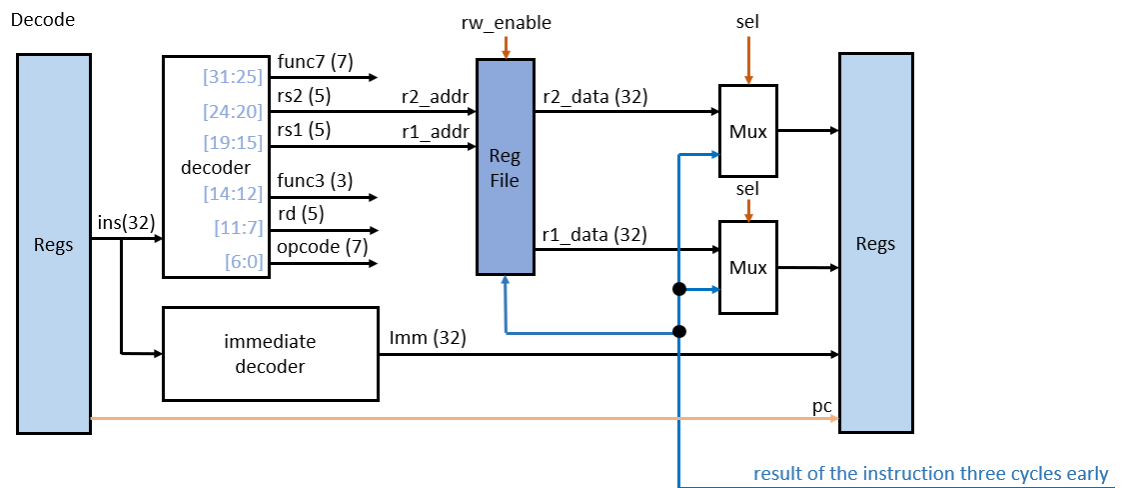 Decode
rw_enable
sel
func7 (7)
[31:25]
rs2 (5)
r2_addr
r2_data (32)
[24:20]
rs1 (5)
r1_addr
Mux
[19:15]
Reg
File
decoder
func3 (3)
sel
[14:12]
rd (5)
ins(32)
[11:7]
opcode (7)
r1_data (32)
Regs
Regs
[6:0]
Mux
immediate
decoder
Imm (32)
pc
result of the instruction three cycles early